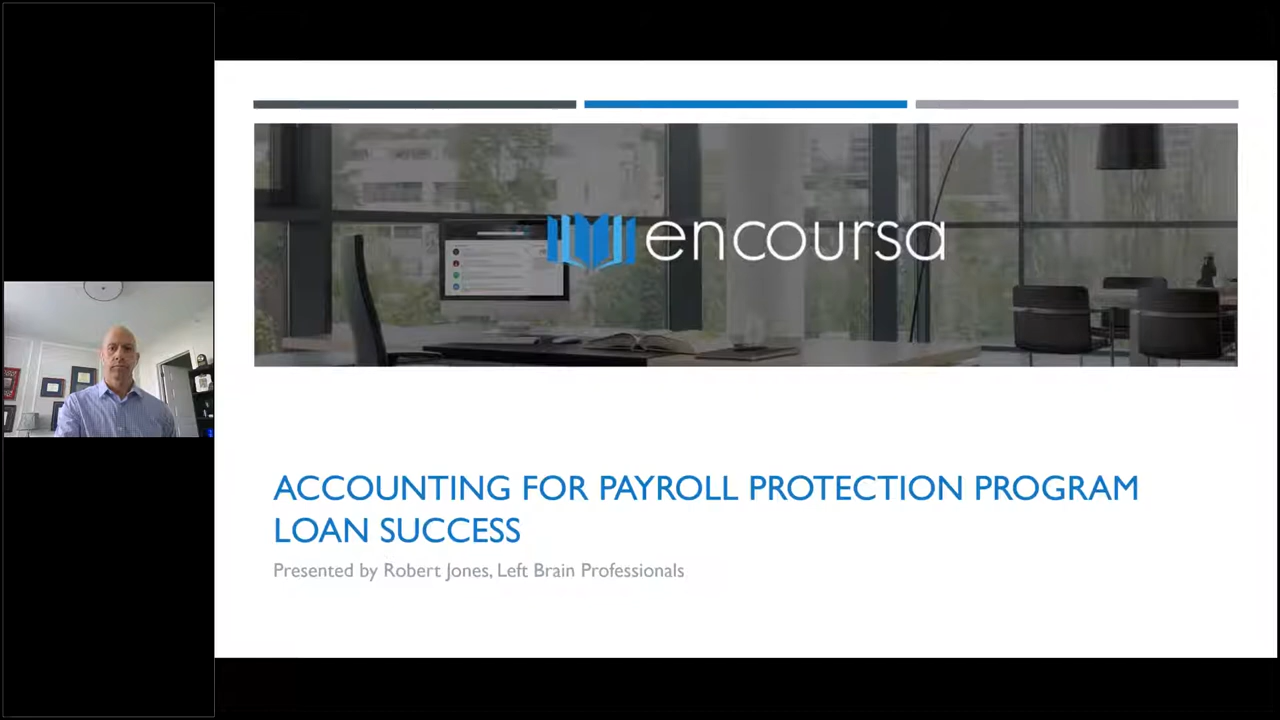 encoursa
ACCOUNTING FOR PAYROLL PROTECTION PROGRAM
LOAN SUCCESS
Presented by Robert Jones, Left Brain Professionals